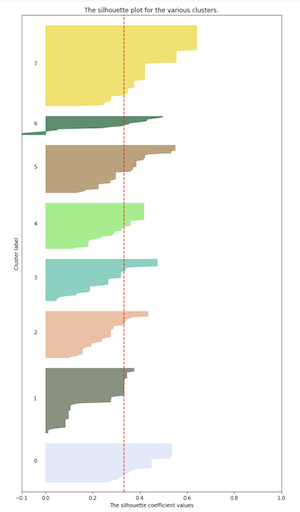 The silhouette plot for the various clusters.
7
6
5
4
3
2
1
0
Cluster label
−0.1 0.0 0.2 0.4 0.6 0.8 1.0
The silhouette coefficient values